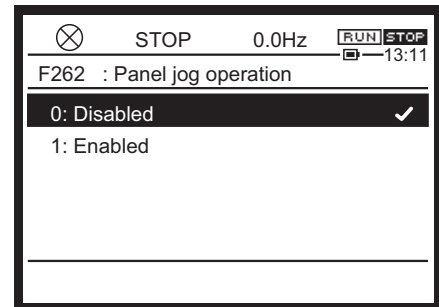 STOP 0.0Hz RUN STOP
13:11
F262 : Panel jog operation
0: Disabled
1: Enabled